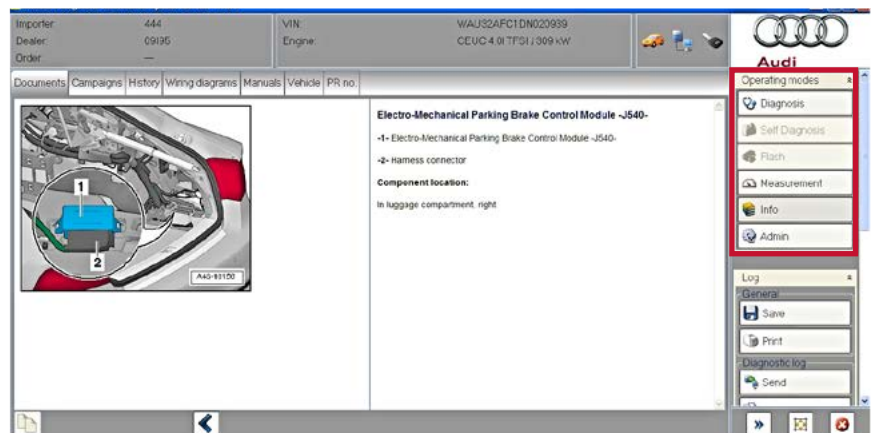 Importer: 444
Dealer: 09195
Order: —
VIN: WAU32AFC1DN020939
Engine: CEUC 4.0l TFSI / 309 kW
Audi
Documents Campaigns History Wiring diagrams Manuals Vehicle PR no.
1
2
A45-10150
Electro-Mechanical Parking Brake Control Module -J540-
-1- Electro-Mechanical Parking Brake Control Module -J540-
-2- Harness connector
Component location:
In luggage compartment, right
Operating modes
Diagnosis
Self Diagnosis
Flash
Measurement
Info
Admin
Log
General
Save
Print
Diagnostic log
Send